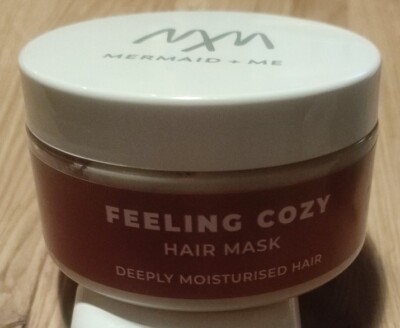 MXM
MERMAID + ME
FEELING COZY
HAIR MASK
DEEPLY MOISTURISED HAIR